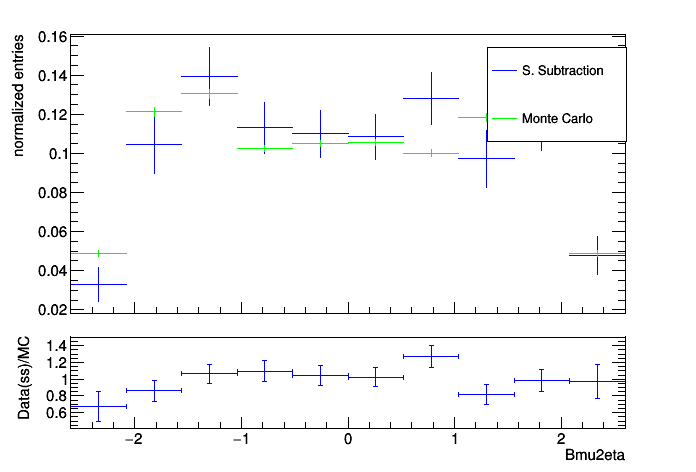 normalized entries
0.16
0.14
0.12
0.1
0.08
0.06
0.04
0.02
S. Subtraction
Monte Carlo
Data(ss)/MC
1.4
1.2
1
0.8
0.6
−2 −1 0 1 2
Bmu2eta